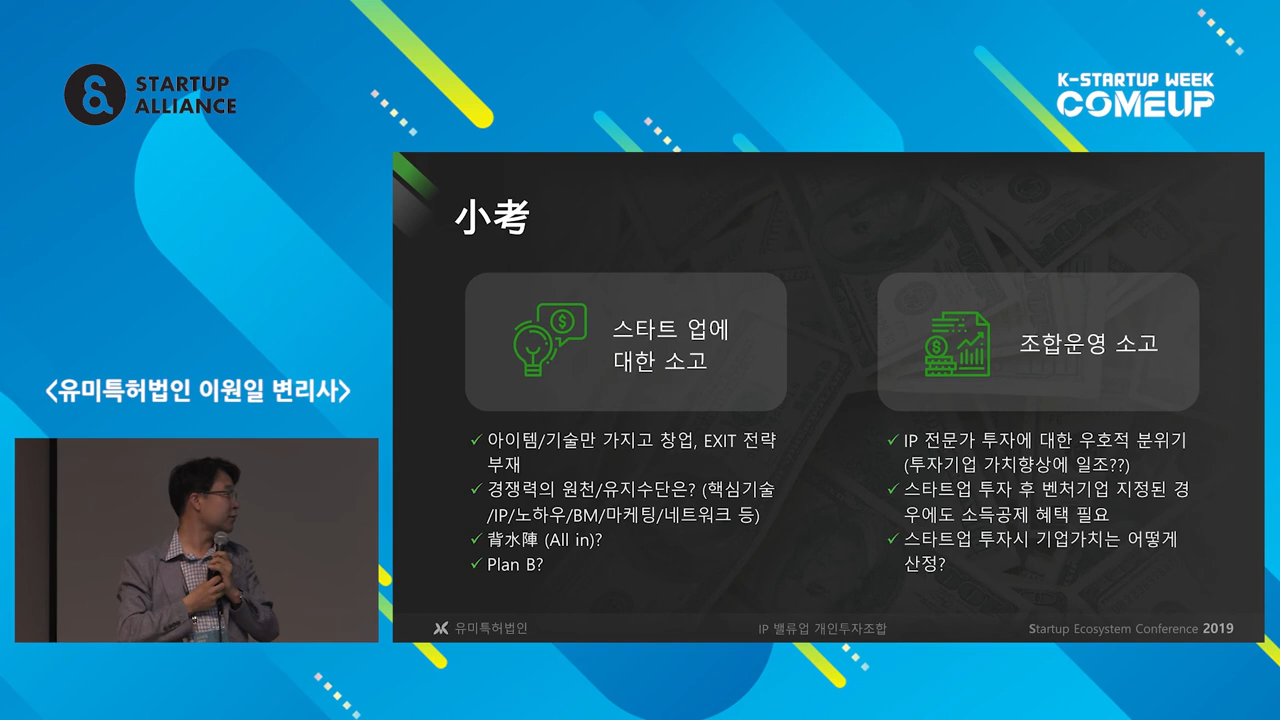 STARTUP
ALLIANCE
K-STARTUP WEEK
COMEUP
<유미특허법인 이원일 변리사>
小考
스타트 업에
대한 소고
✓ 아이템/기술만 가지고 창업, EXIT 전략
부재
✓ 경쟁력의 원천/유지수단은? (핵심기술
/IP/노하우/BM/마케팅/네트워크 등)
✓ 背水陣 (All in)?
✓ Plan B?
조합운영 소고
✓ IP 전문가 투자에 대한 우호적 분위기
(투자기업 가치향상에 일조??)
✓ 스타트업 투자 후 벤처기업 지정된 경
우에도 소득공제 혜택 필요
✓ 스타트업 투자시 기업가치는 어떻게
산정?
유미특허법인
IP 밸류업 개인투자조합
Startup Ecosystem Conference 2019